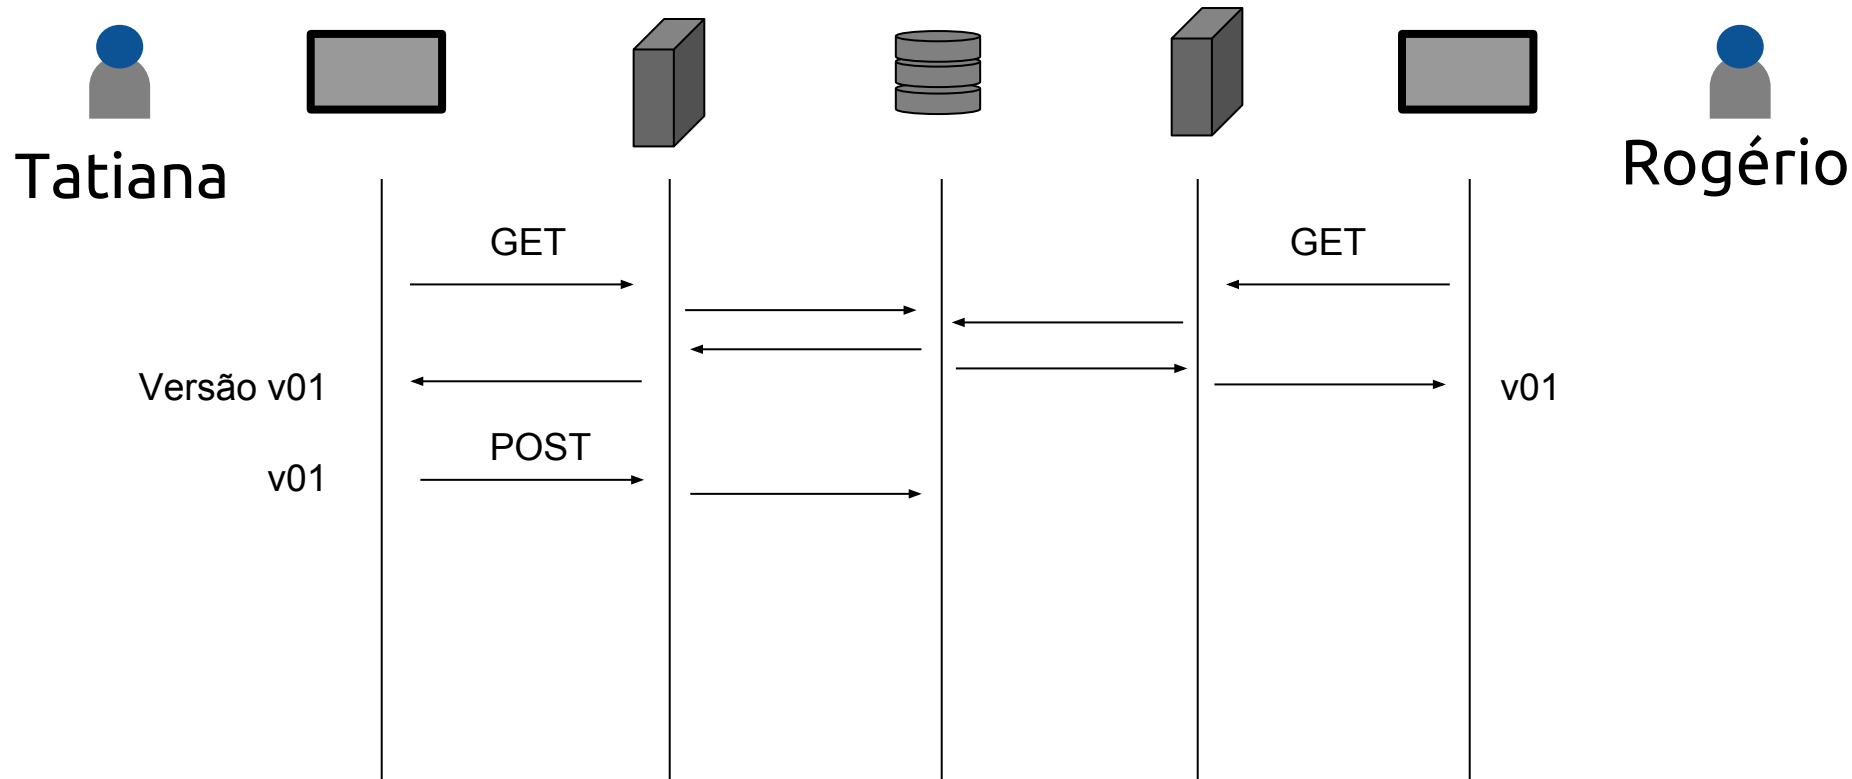 Tatiana
Rogério
GET
GET
Versão v01
v01
POST
v01